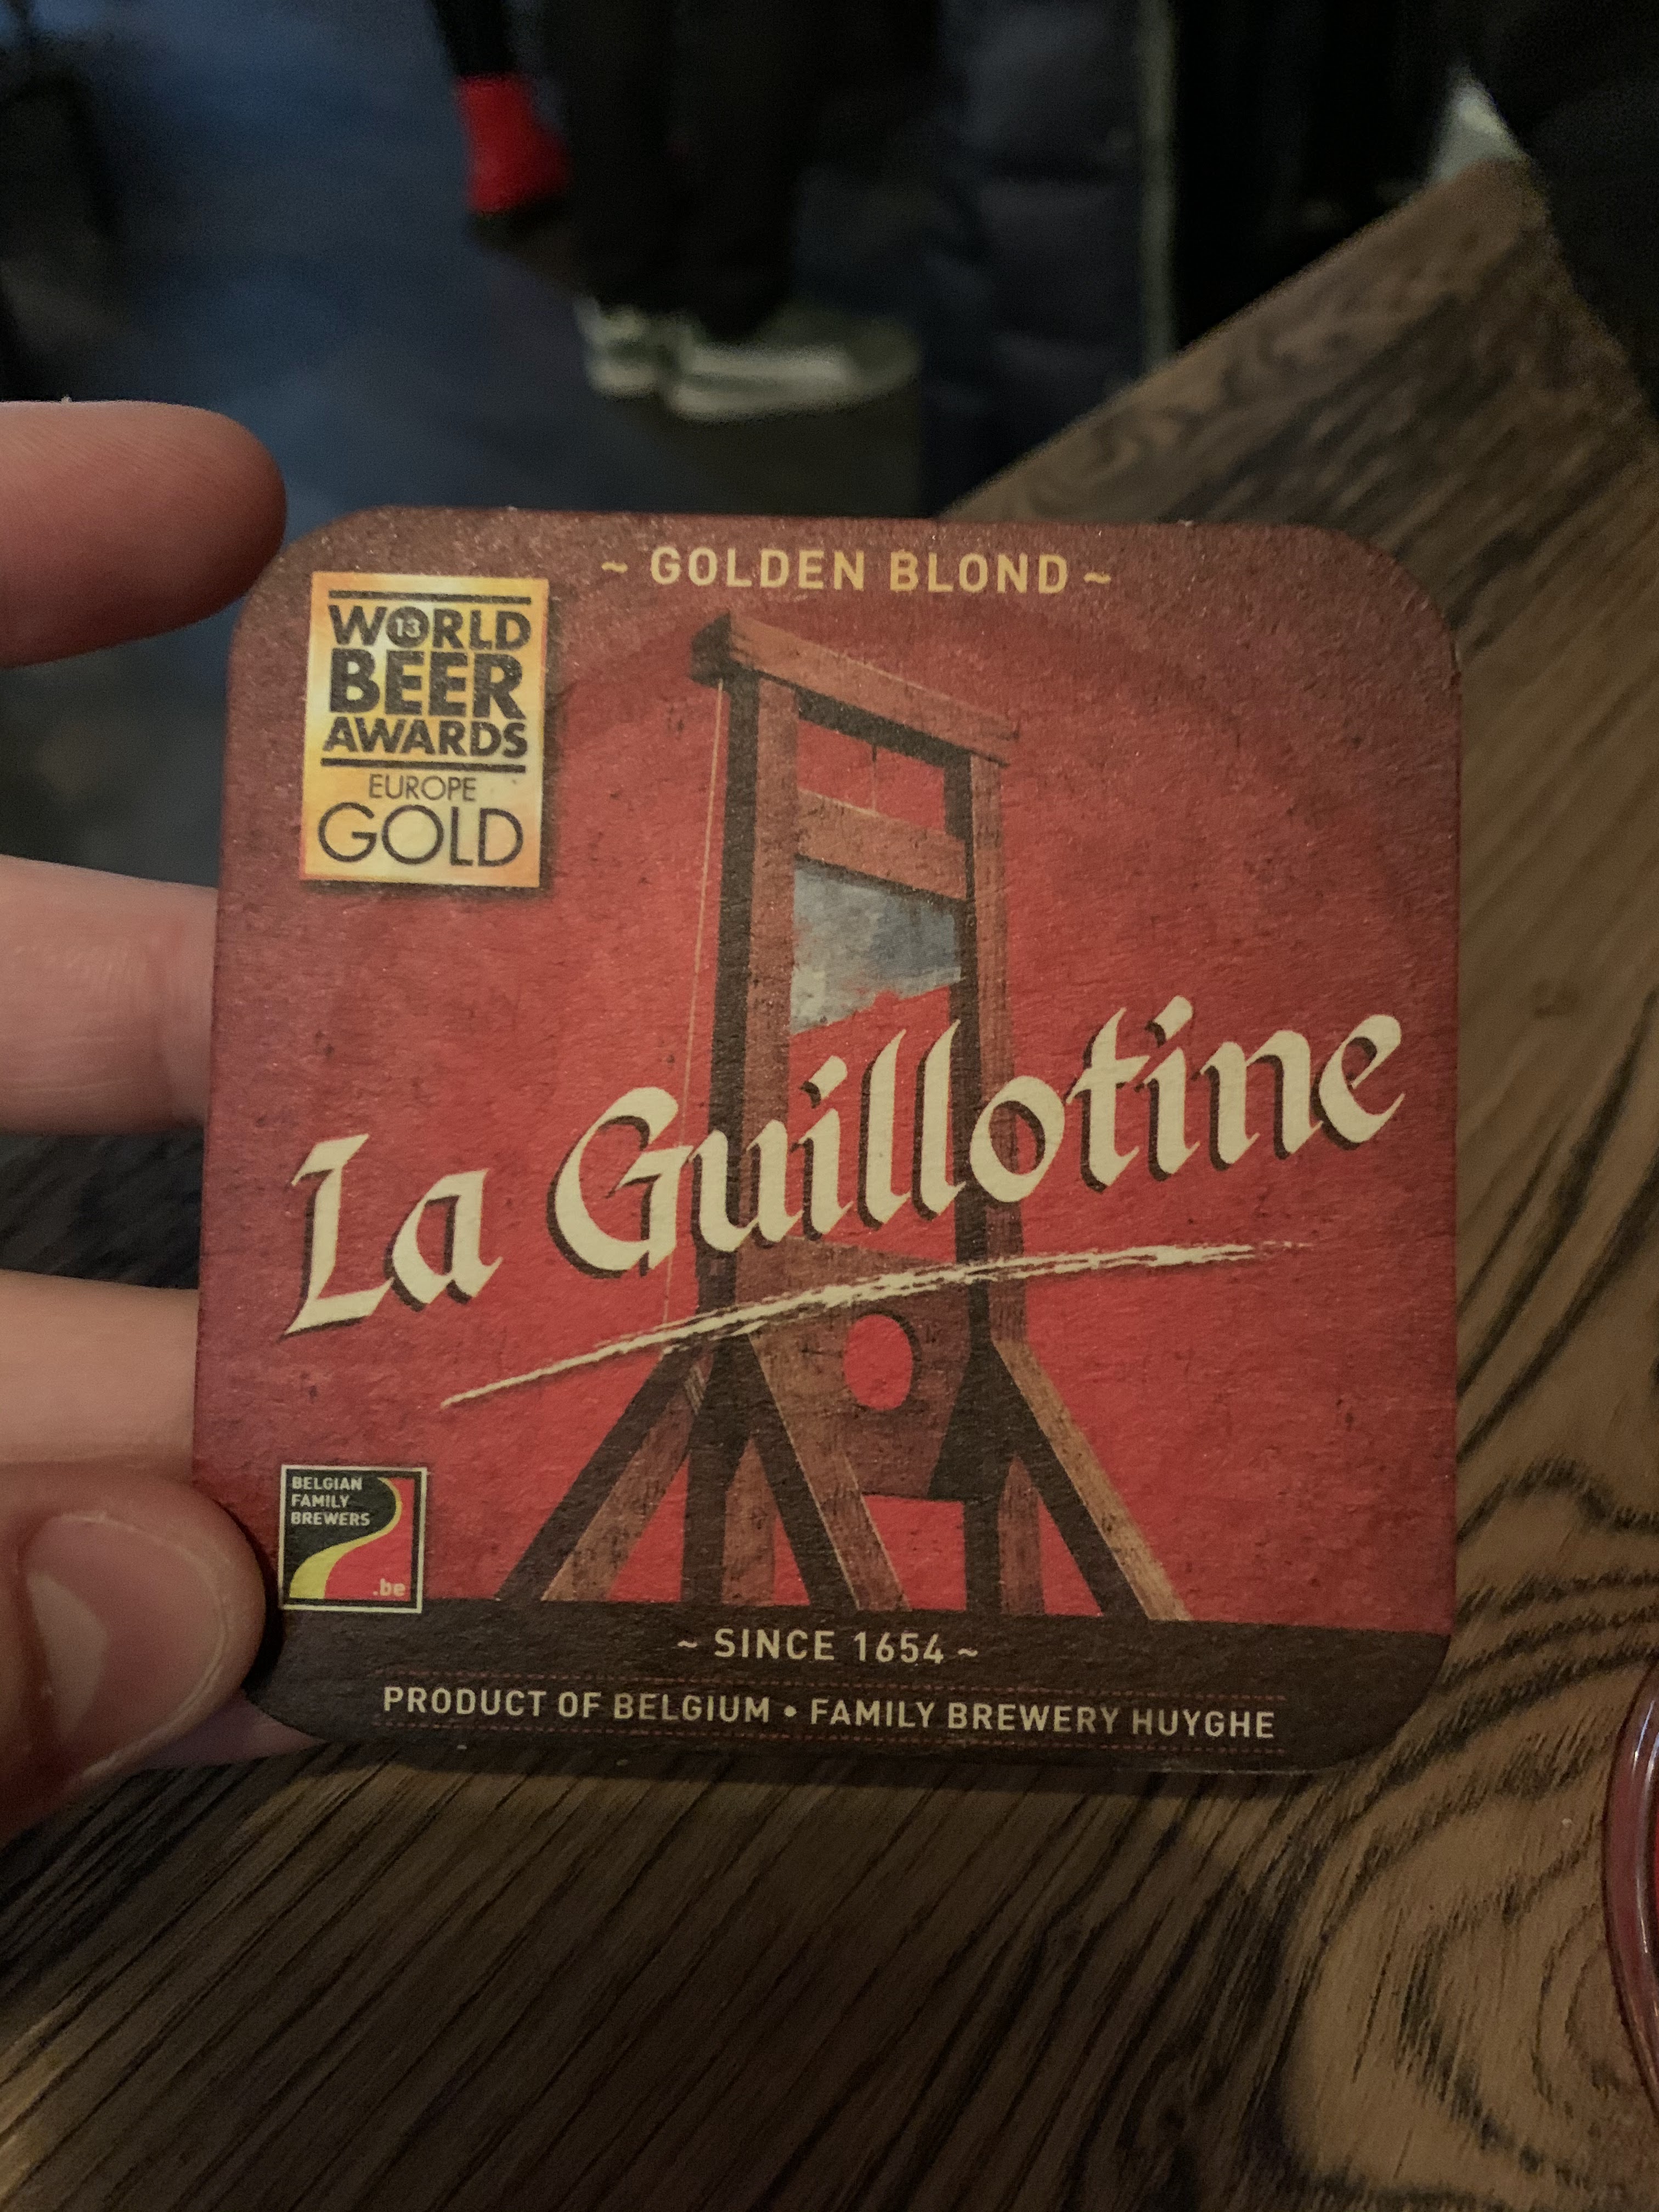 ~ GOLDEN BLOND ~
W13RLD
BEER
AWARDS
EUROPE
GOLD
La Guillotine
BELGIAN
FAMILY
BREWERS
.be
~ SINCE 1654 ~
PRODUCT OF BELGIUM • FAMILY BREWERY HUYGHE